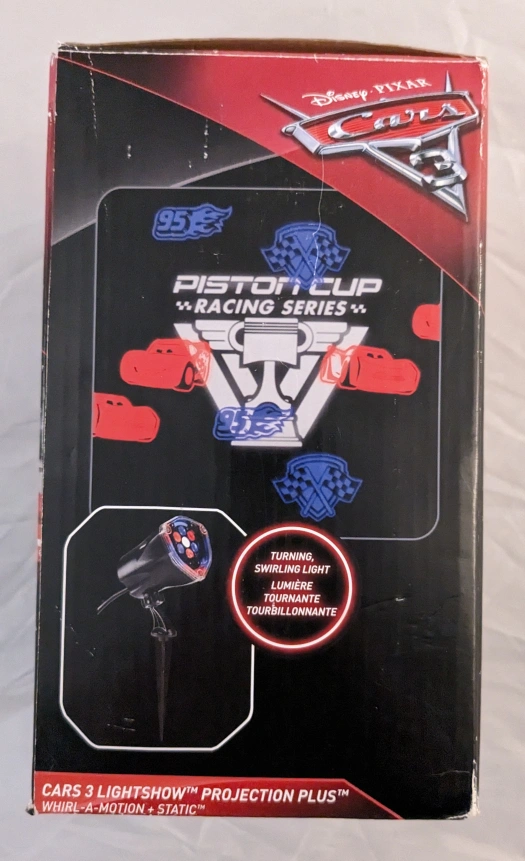 DISNEY · PIXAR
Cars
3
95
PISTON CUP
RACING SERIES
95
TURNING,
SWIRLING LIGHT
LUMIÈRE
TOURNANTE
TOURBILLONNANTE
CARS 3 LIGHTSHOW™ PROJECTION PLUS™
WHIRL-A-MOTION + STATIC™